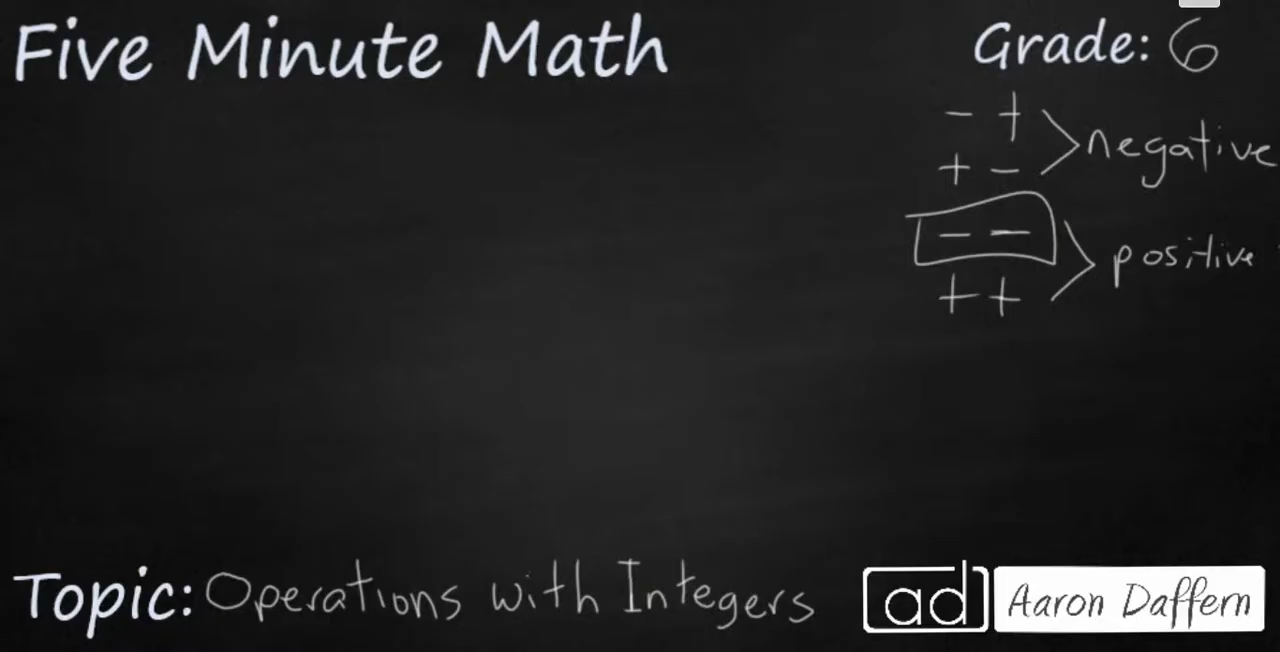 Five Minute Math
Grade: 6
- +
+ -
negative
- -
+ +
positive
Topic: Operations with Integers
ad Aaron Daffern